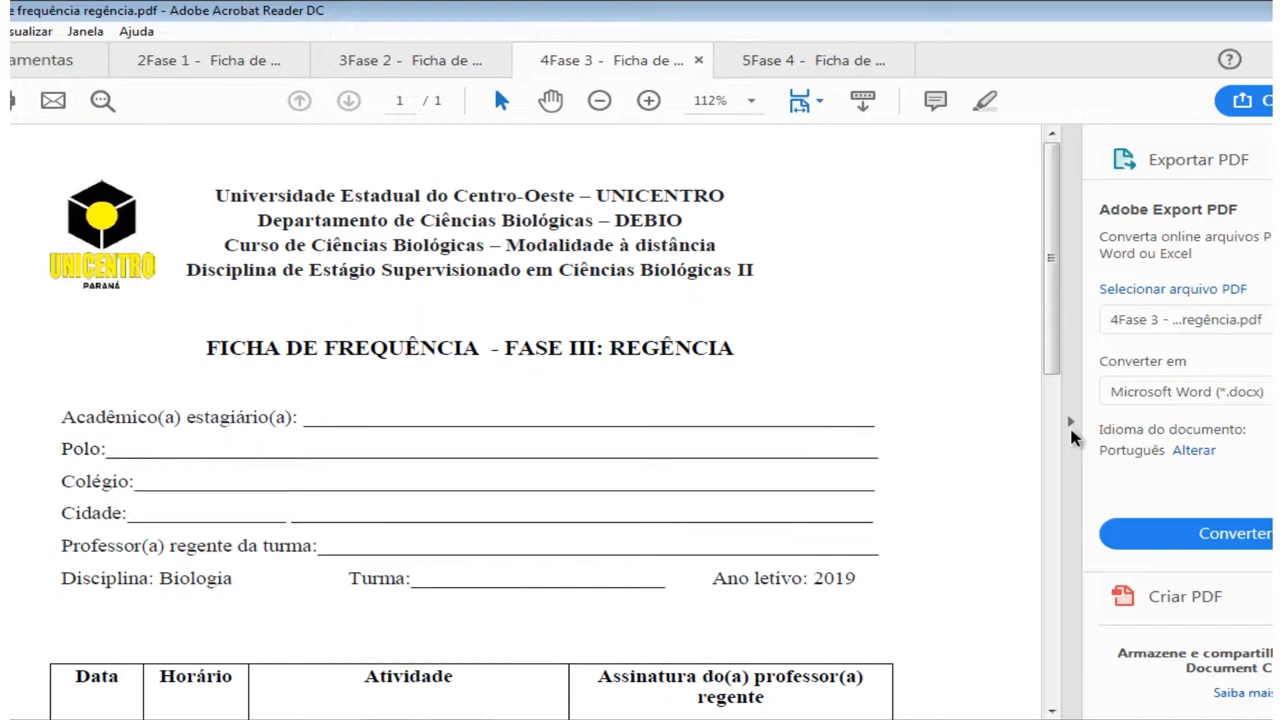 e frequência regência.pdf - Adobe Acrobat Reader DC
sualizar Janela Ajuda
amentas 2Fase 1 - Ficha de ... 3Fase 2 - Ficha de ... 4Fase 3 - Ficha de ... × 5Fase 4 - Ficha de ... ?
1 / 1 112% C
Universidade Estadual do Centro-Oeste – UNICENTRO
Departamento de Ciências Biológicas – DEBIO
Curso de Ciências Biológicas – Modalidade à distância
Disciplina de Estágio Supervisionado em Ciências Biológicas II
UNICENTRO
PARANÁ
FICHA DE FREQUÊNCIA - FASE III: REGÊNCIA
Acadêmico(a) estagiário(a):
Polo:
Colégio:
Cidade:
Professor(a) regente da turma:
Disciplina: Biologia Turma: Ano letivo: 2019
Data Horário Atividade Assinatura do(a) professor(a)
regente
Exportar PDF
Adobe Export PDF
Converta online arquivos P
Word ou Excel
Selecionar arquivo PDF
4Fase 3 - ...regência.pdf
Converter em
Microsoft Word (*.docx)
Idioma do documento:
Português Alterar
Converter
Criar PDF
Armazene e compartill
Document C
Saiba mais